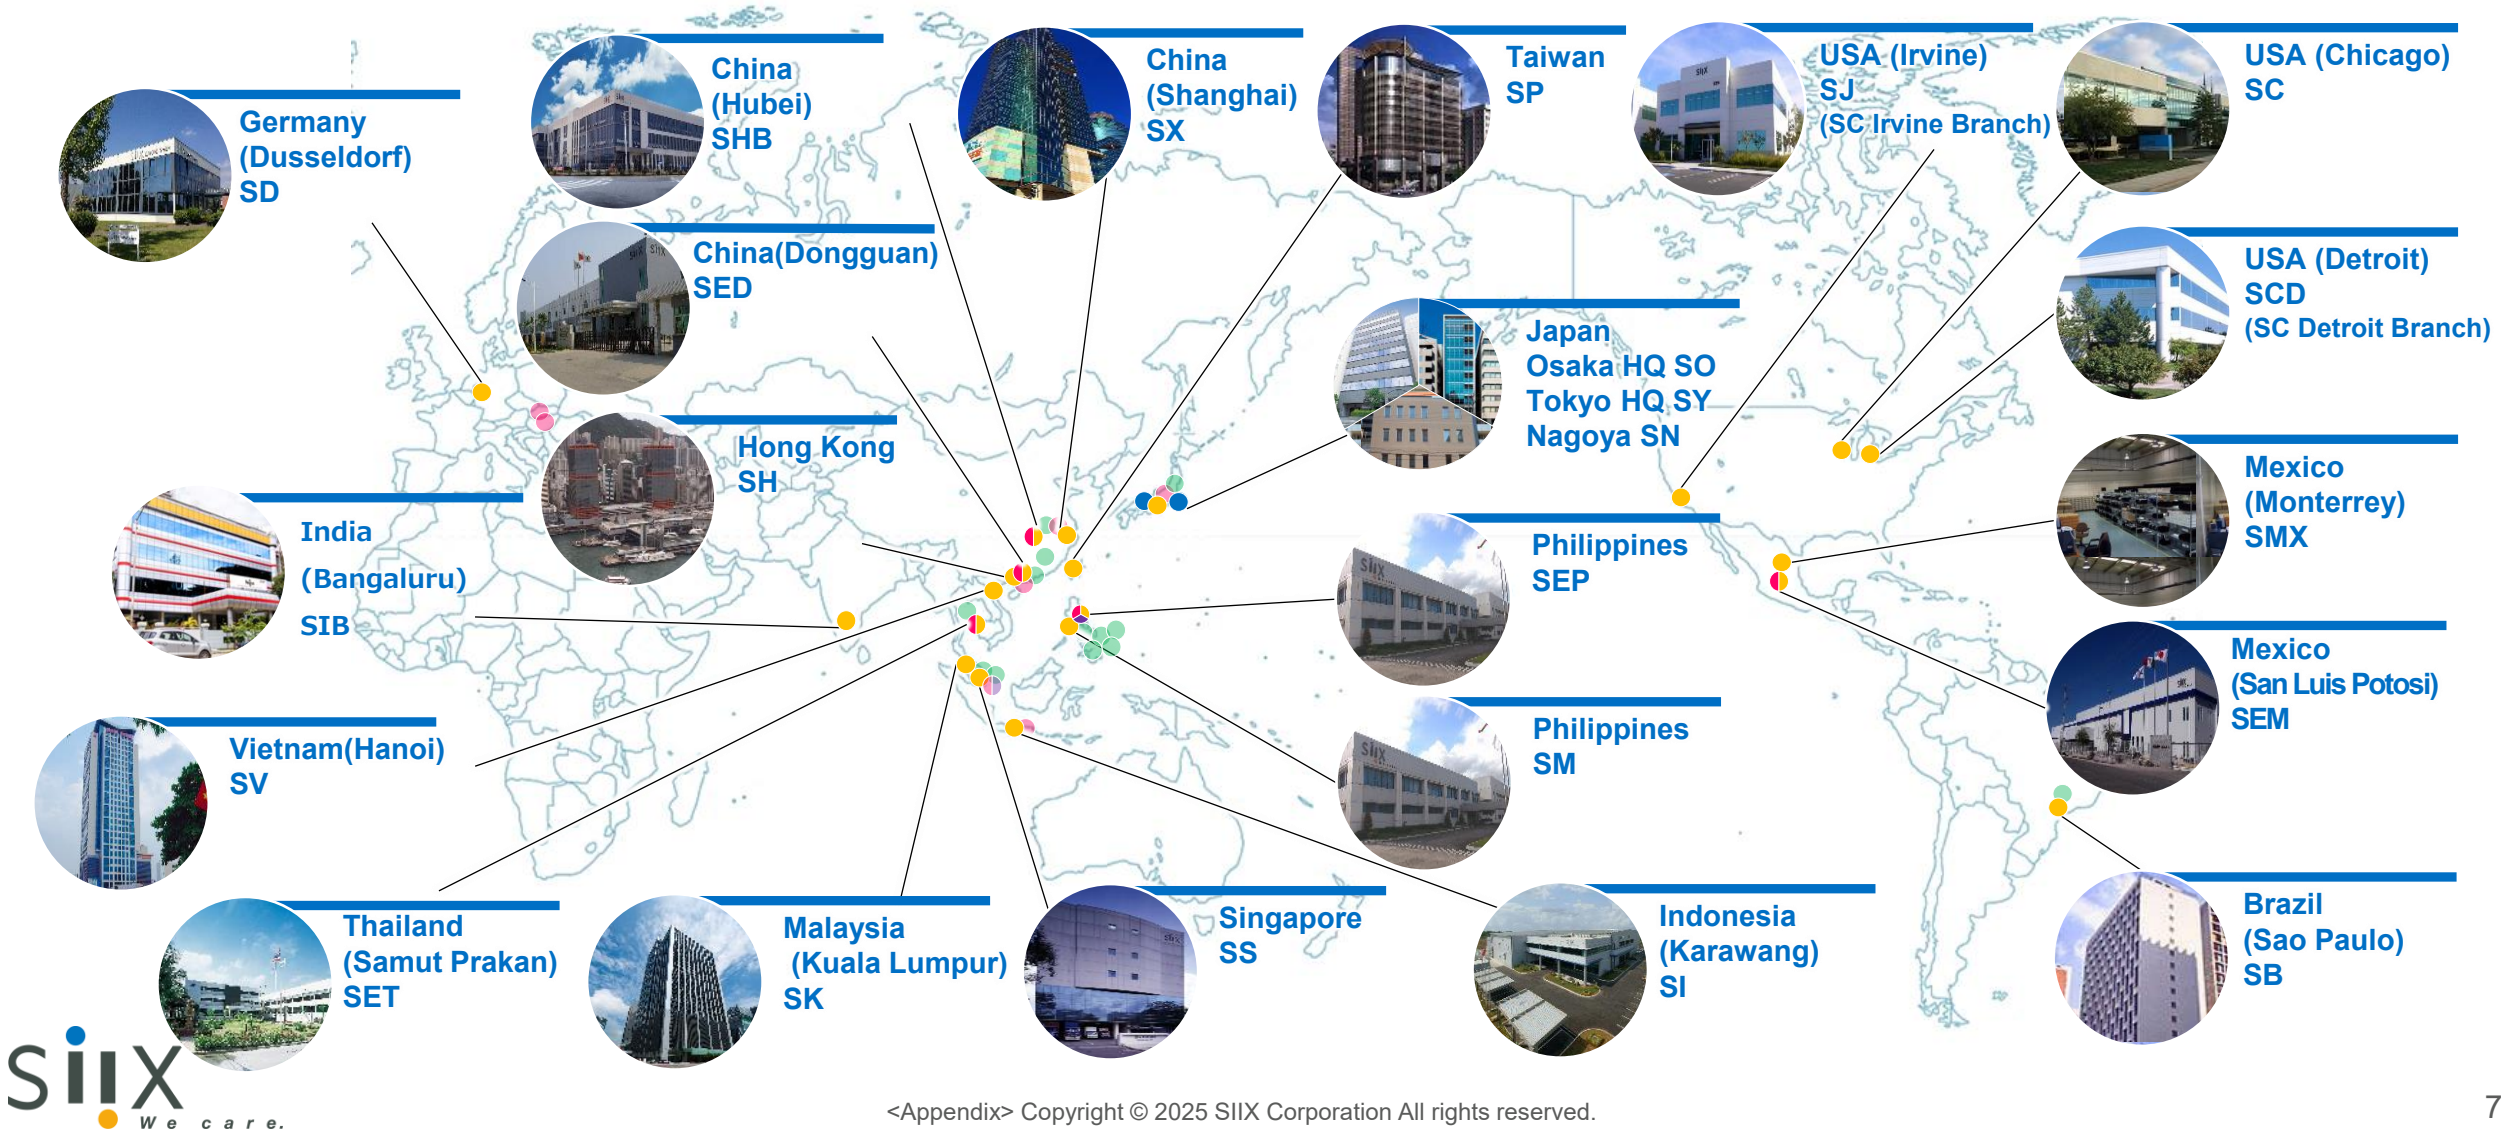 Germany
(Dusseldorf)
SD
China
(Hubei)
SHB
China
(Shanghai)
SX
Taiwan
SP
USA (Irvine)
SJ
(SC Irvine Branch)
USA (Chicago)
SC
China(Dongguan)
SED
USA (Detroit)
SCD
(SC Detroit Branch)
Japan
Osaka HQ SO
Tokyo HQ SY
Nagoya SN
Hong Kong
SH
Mexico
(Monterrey)
SMX
India
(Bangaluru)
SIB
Philippines
SEP
Mexico
(San Luis Potosi)
SEM
Vietnam(Hanoi)
SV
Philippines
SM
Thailand
(Samut Prakan)
SET
Malaysia
(Kuala Lumpur)
SK
Singapore
SS
Indonesia
(Karawang)
SI
Brazil
(Sao Paulo)
SB
SIIX
We care.
<Appendix> Copyright © 2025 SIIX Corporation All rights reserved.
7